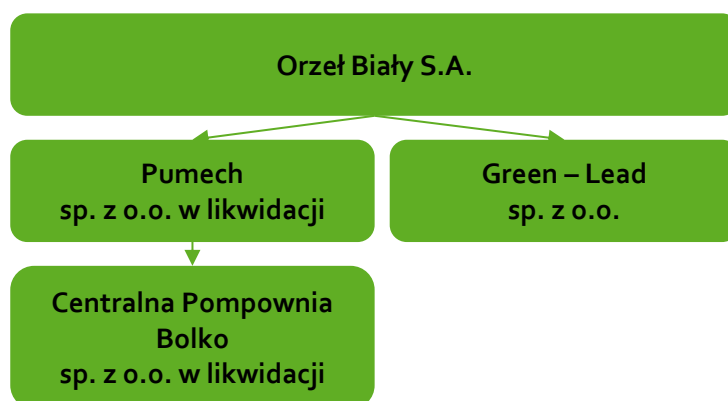 Orzeł Biały S.A.
Pumech
sp. z o.o. w likwidacji
Green – Lead
sp. z o.o.
Centralna Pompownia
Bolko
sp. z o.o. w likwidacji